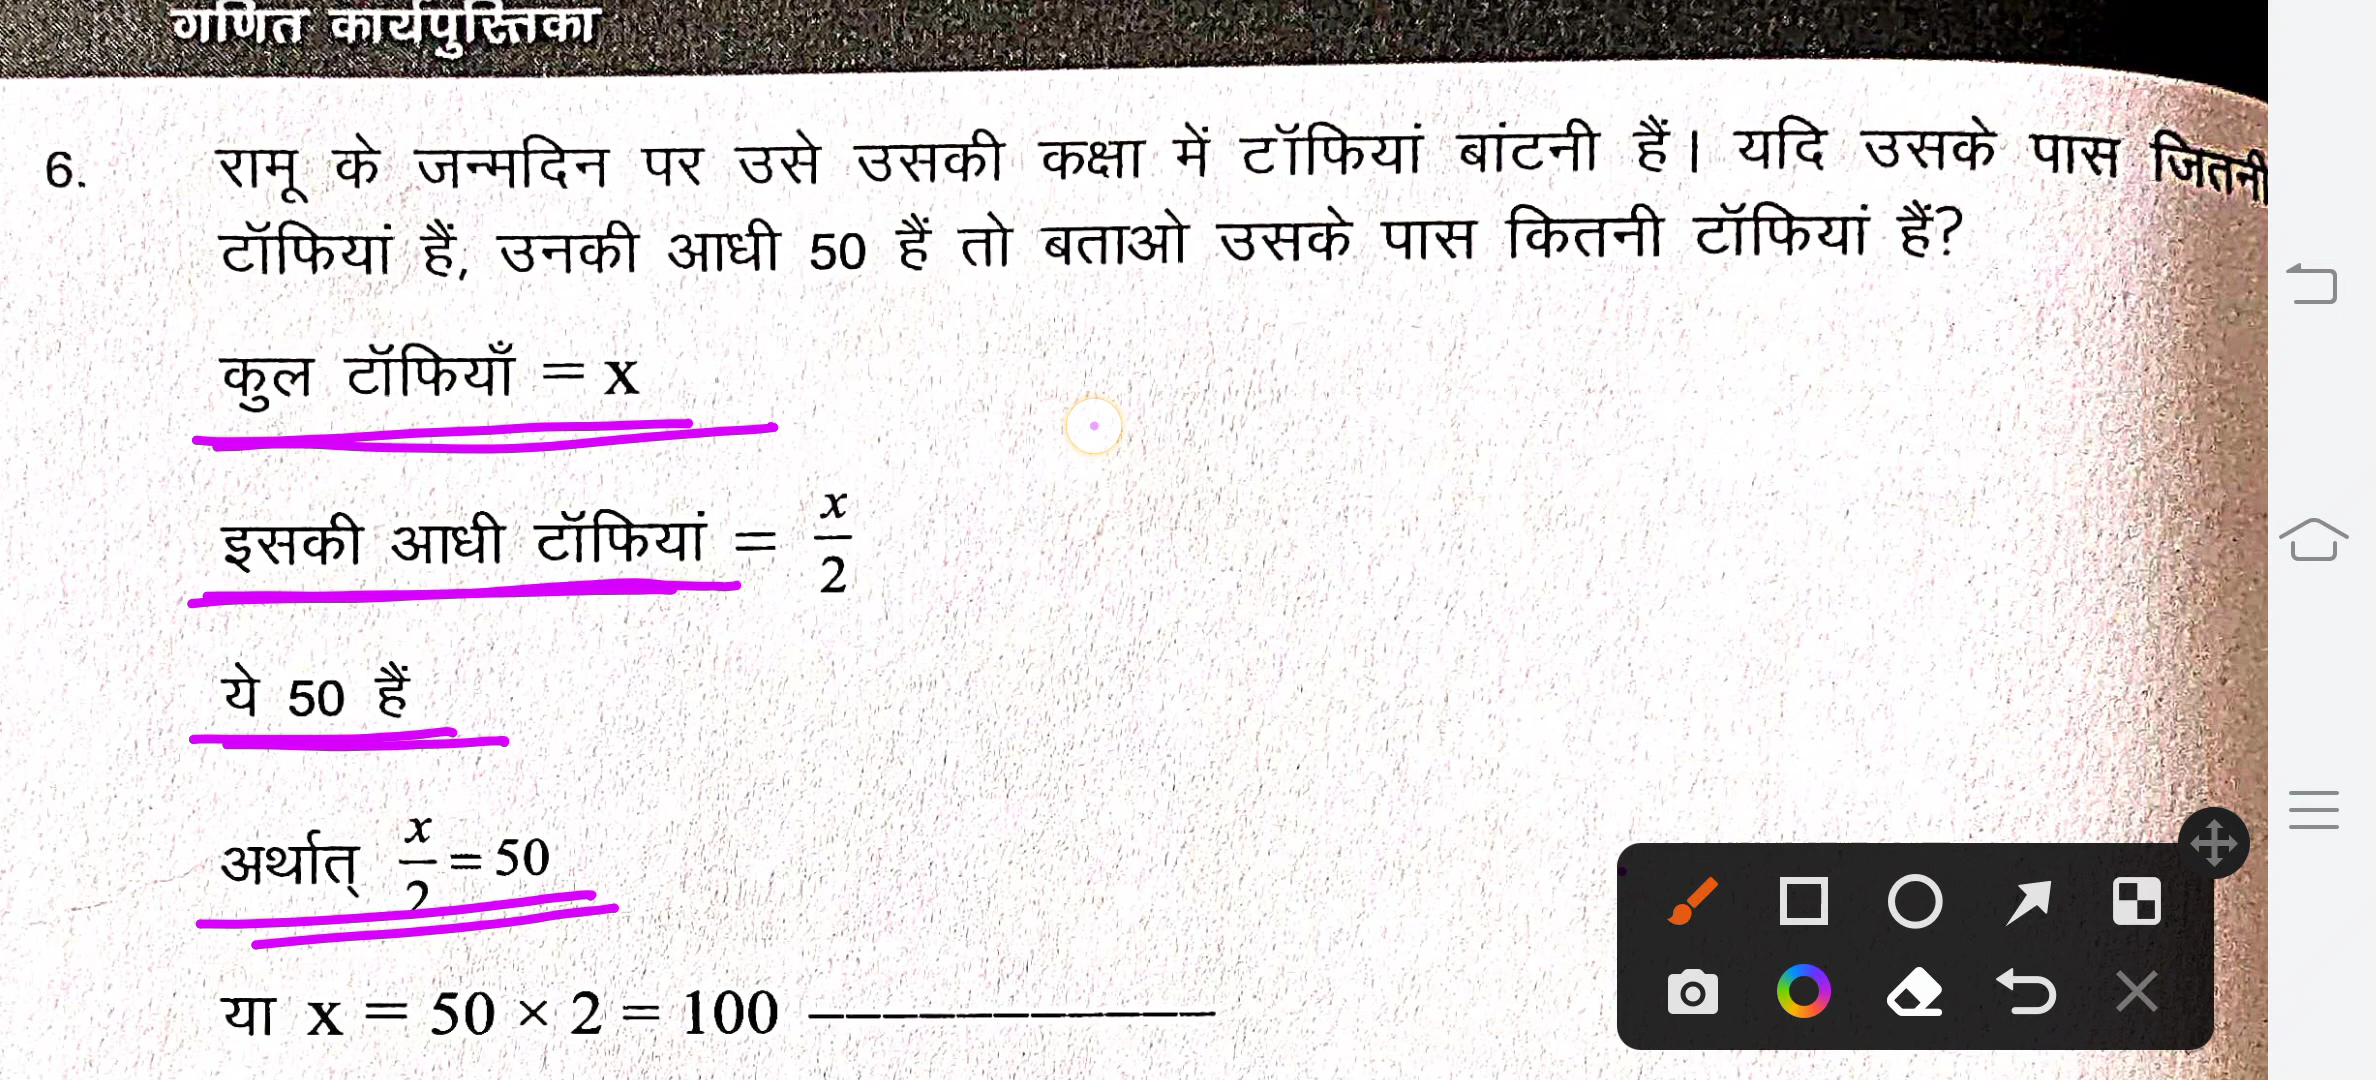 गणित कार्यपुस्तिका
6. रामू के जन्मदिन पर उसे उसकी कक्षा में टॉफियां बांटनी हैं। यदि उसके पास जितनी
टॉफियां हैं, उनकी आधी 50 हैं तो बताओ उसके पास कितनी टॉफियां हैं?
कुल टॉफियाँ = x
इसकी आधी टॉफियां = x/2
ये 50 हैं
अर्थात् x/2 = 50
या x = 50 × 2 = 100 ____________